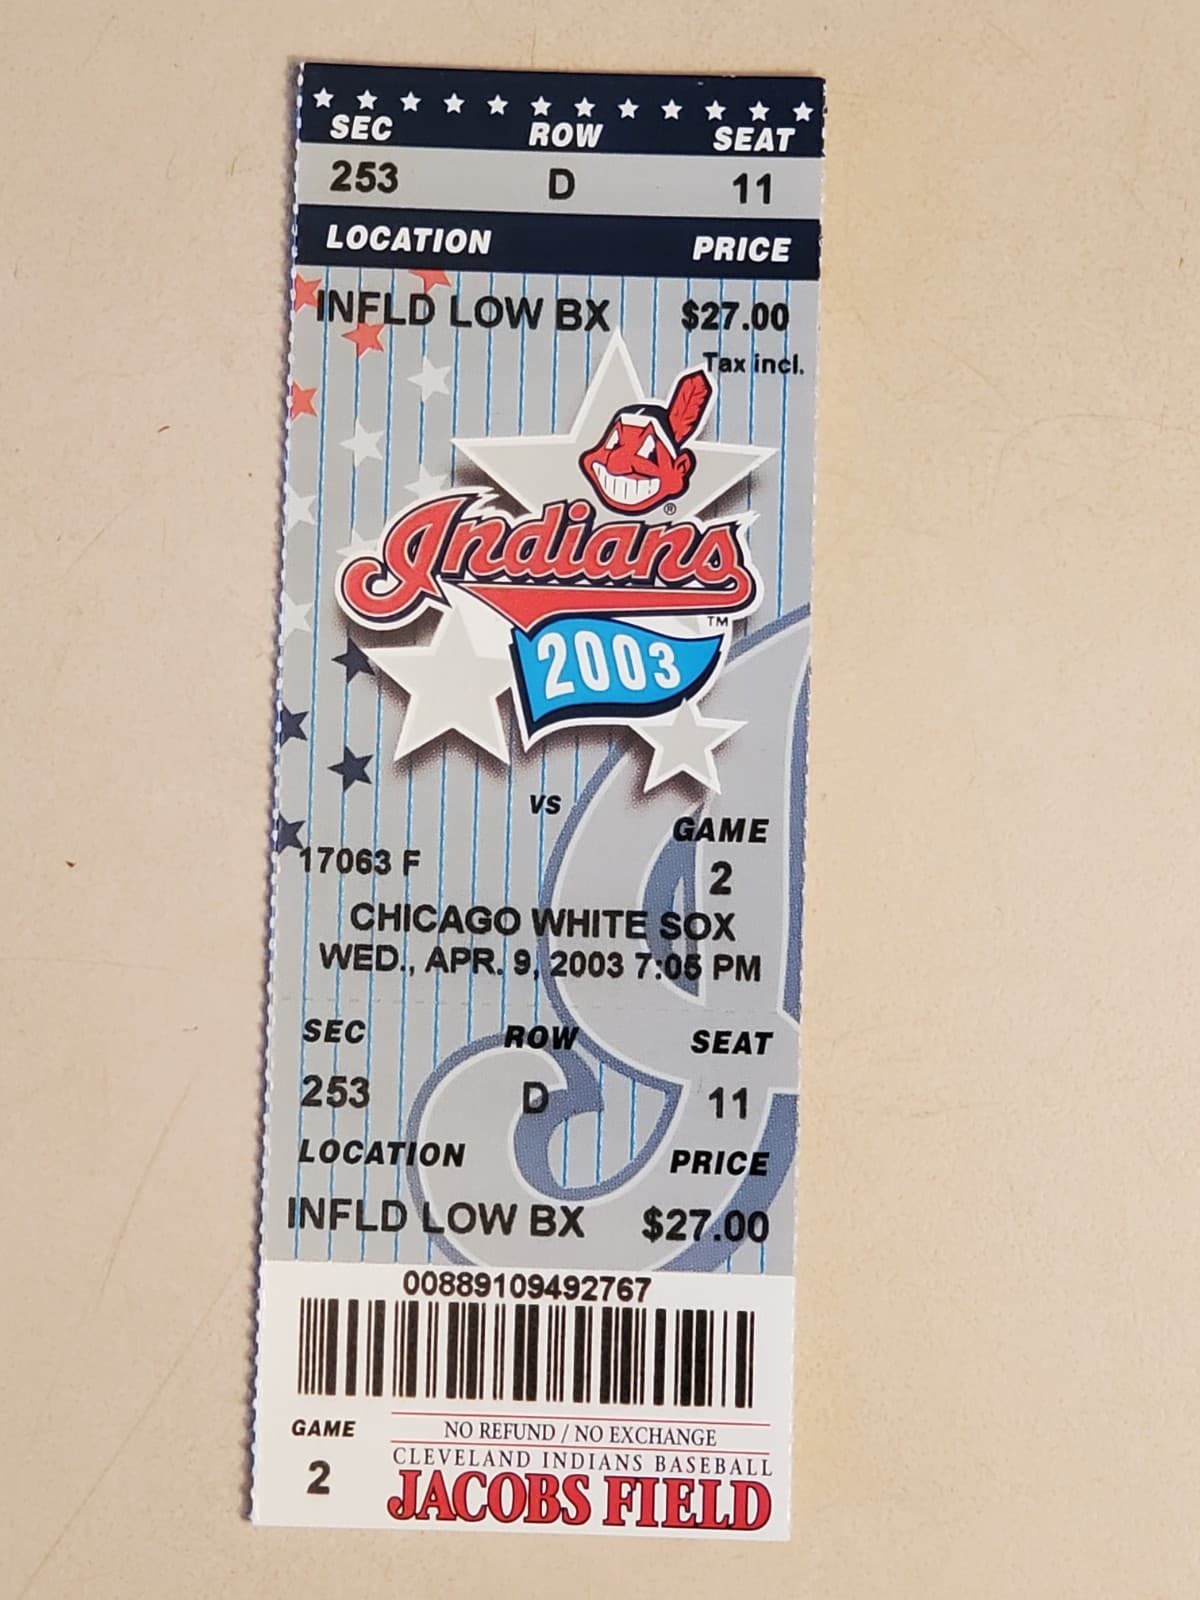 SEC ROW SEAT
253 D 11
LOCATION PRICE
INFLD LOW BX $27.00
Tax incl.
®
Indians
TM
2003
VS
GAME
17063 F 2
CHICAGO WHITE SOX
WED., APR. 9, 2003 7:05 PM
SEC ROW SEAT
253 D 11
LOCATION PRICE
INFLD LOW BX $27.00
00889109492767
GAME NO REFUND / NO EXCHANGE
CLEVELAND INDIANS BASEBALL
2 JACOBS FIELD